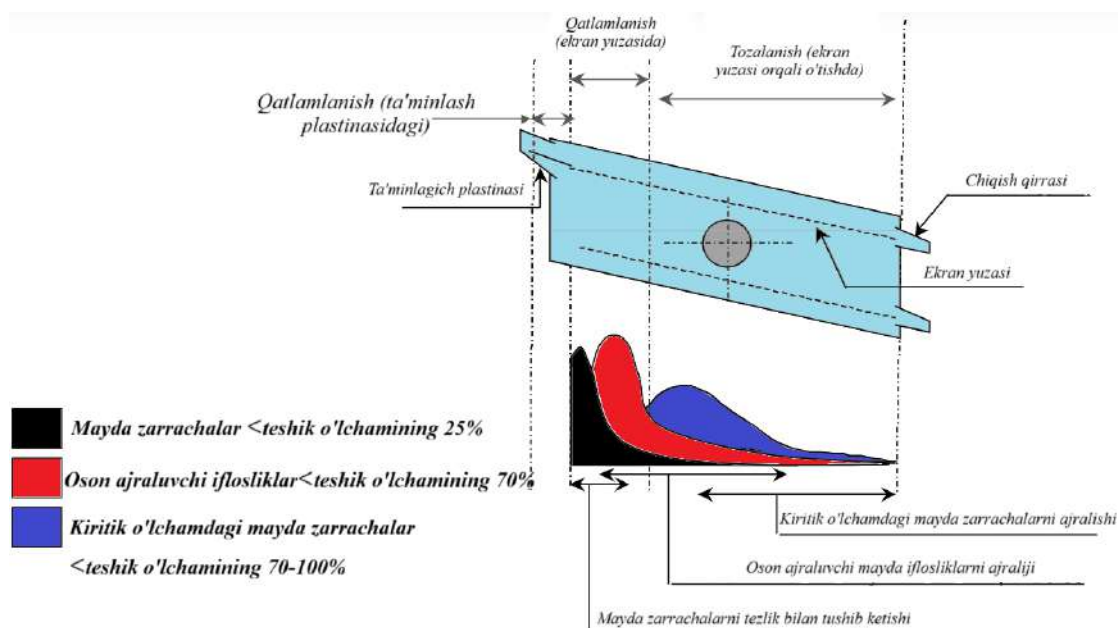 Qatlamlanish
(ekran yuzasida)
Tozalanish (ekran
yuzasi orqali o'tishda)
Qatlamlanish (ta'minlash
plastinasidagi)
Ta'minlagich plastinasi
Chiqish qirrasi
Ekran yuzasi
Mayda zarrachalar <teshik o'lchamining 25%
Oson ajraluvchi iflosliklar<teshik o'lchamining 70%
Kiritik o'lchamdagi mayda zarrachalar
<teshik o'lchamining 70-100%
Kiritik o'lchamdagi mayda zarrachalarni ajralishi
Oson ajraluvchi mayda iflosliklarni ajraliji
Mayda zarrachalarni tezlik bilan tushib ketishi